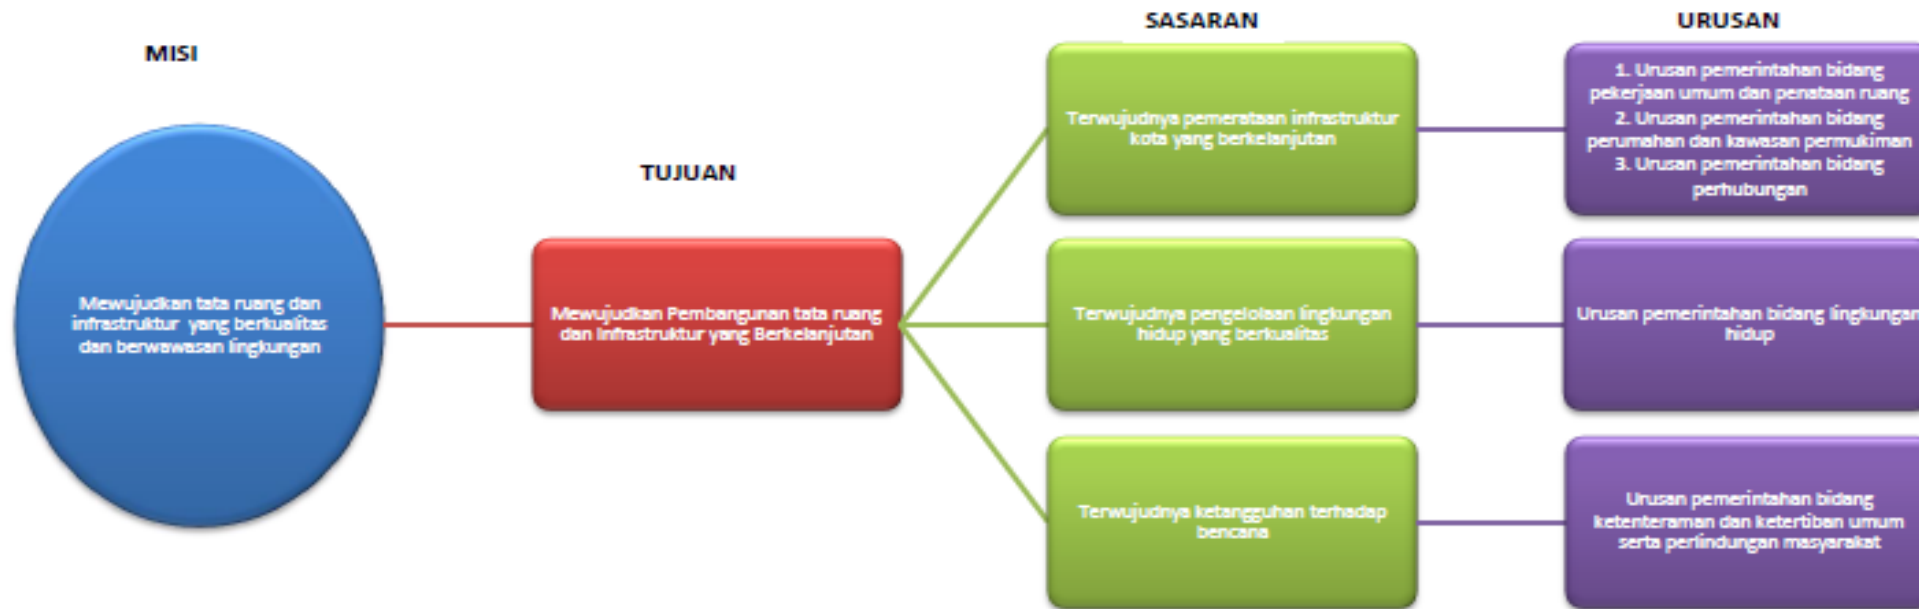 MISI
Mewujudkan tata ruang dan
infrastruktur yang berkualitas
dan berwawasan lingkungan
TUJUAN
Mewujudkan Pembangunan tata ruang
dan Infrastruktur yang Berkelanjutan
SASARAN
Terwujudnya pemerataan infrastruktur
kota yang berkelanjutan
Terwujudnya pengelolaan lingkungan
hidup yang berkualitas
Terwujudnya ketangguhan terhadap
bencana
URUSAN
1. Urusan pemerintahan bidang
pekerjaan umum dan penataan ruang
2. Urusan pemerintahan bidang
perumahan dan kawasan permukiman
3. Urusan pemerintahan bidang
perhubungan
Urusan pemerintahan bidang lingkungan
hidup
Urusan pemerintahan bidang
ketenteraman dan ketertiban umum
serta perlindungan masyarakat